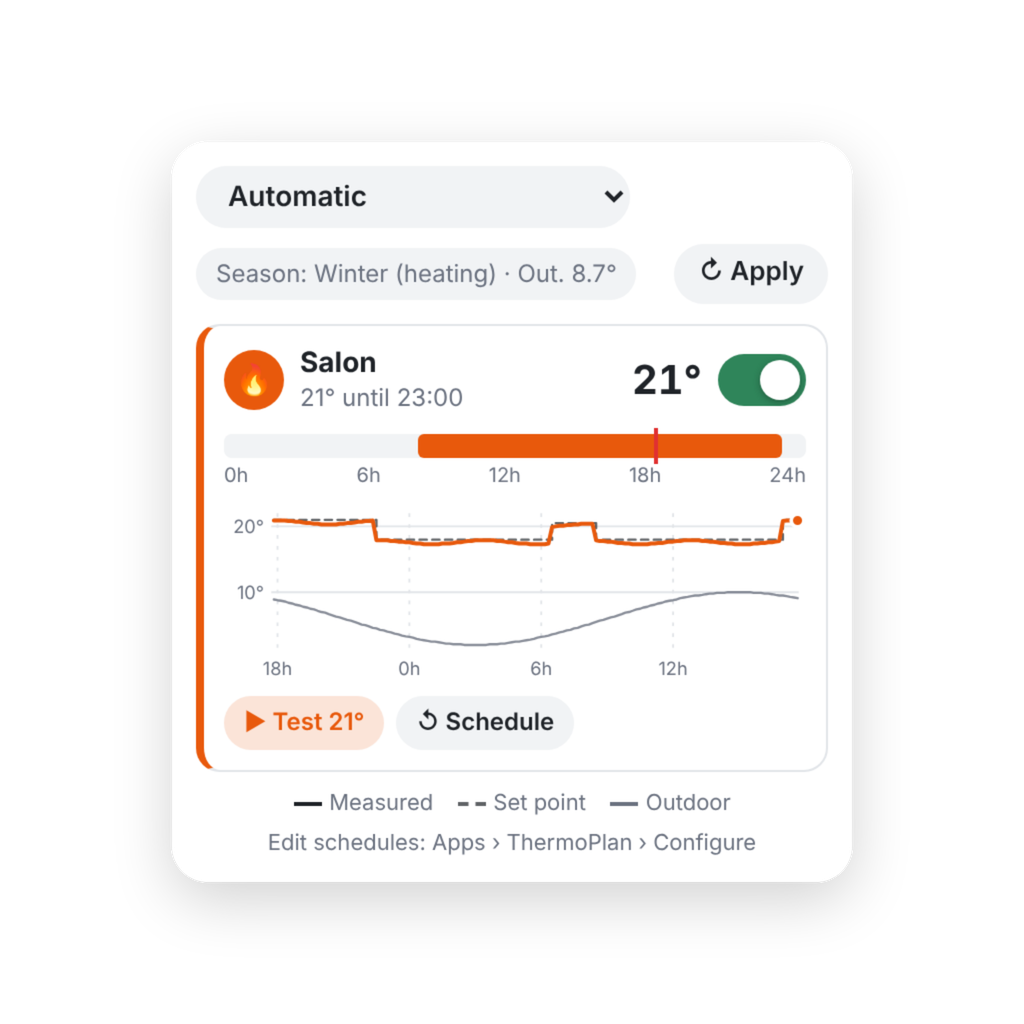 Automatic
Season: Winter (heating) · Out. 8.7°
↻ Apply
Salon
21° until 23:00
21°
0h 6h 12h 18h 24h
20°
10°
18h 0h 6h 12h
▶ Test 21°
↺ Schedule
Measured Set point Outdoor
Edit schedules: Apps › ThermoPlan › Configure